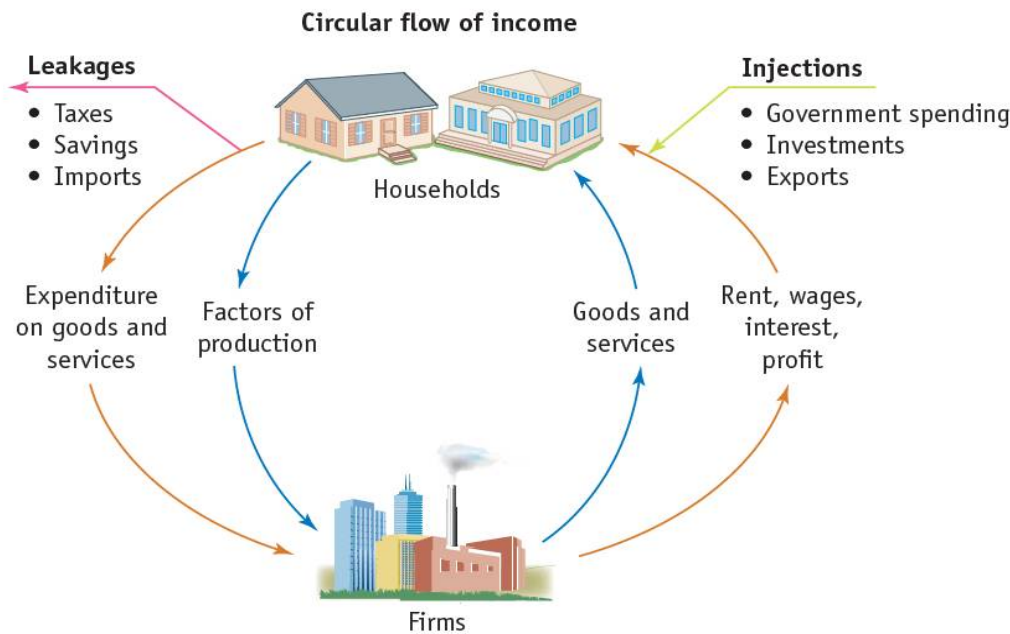 Circular flow of income
Leakages
• Taxes
• Savings
• Imports
Injections
• Government spending
• Investments
• Exports
Households
Expenditure
on goods and
services
Factors of
production
Goods and
services
Rent, wages,
interest,
profit
Firms